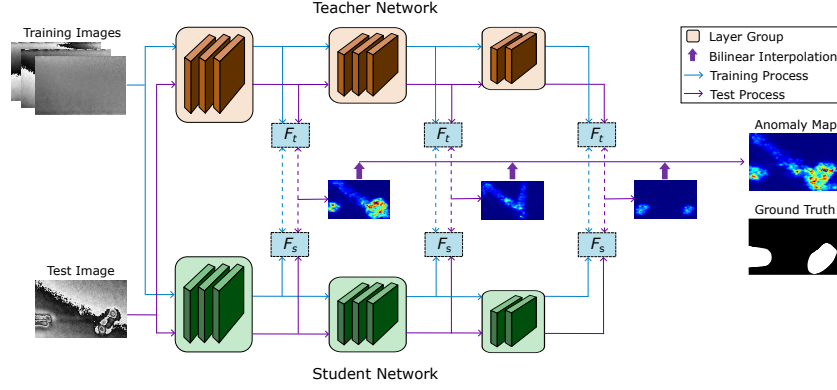 Teacher Network
Training Images
Layer Group
Bilinear Interpolation
Training Process
Test Process
F_t
F_t
F_t
Anomaly Map
F_s
F_s
F_s
Ground Truth
Test Image
Student Network